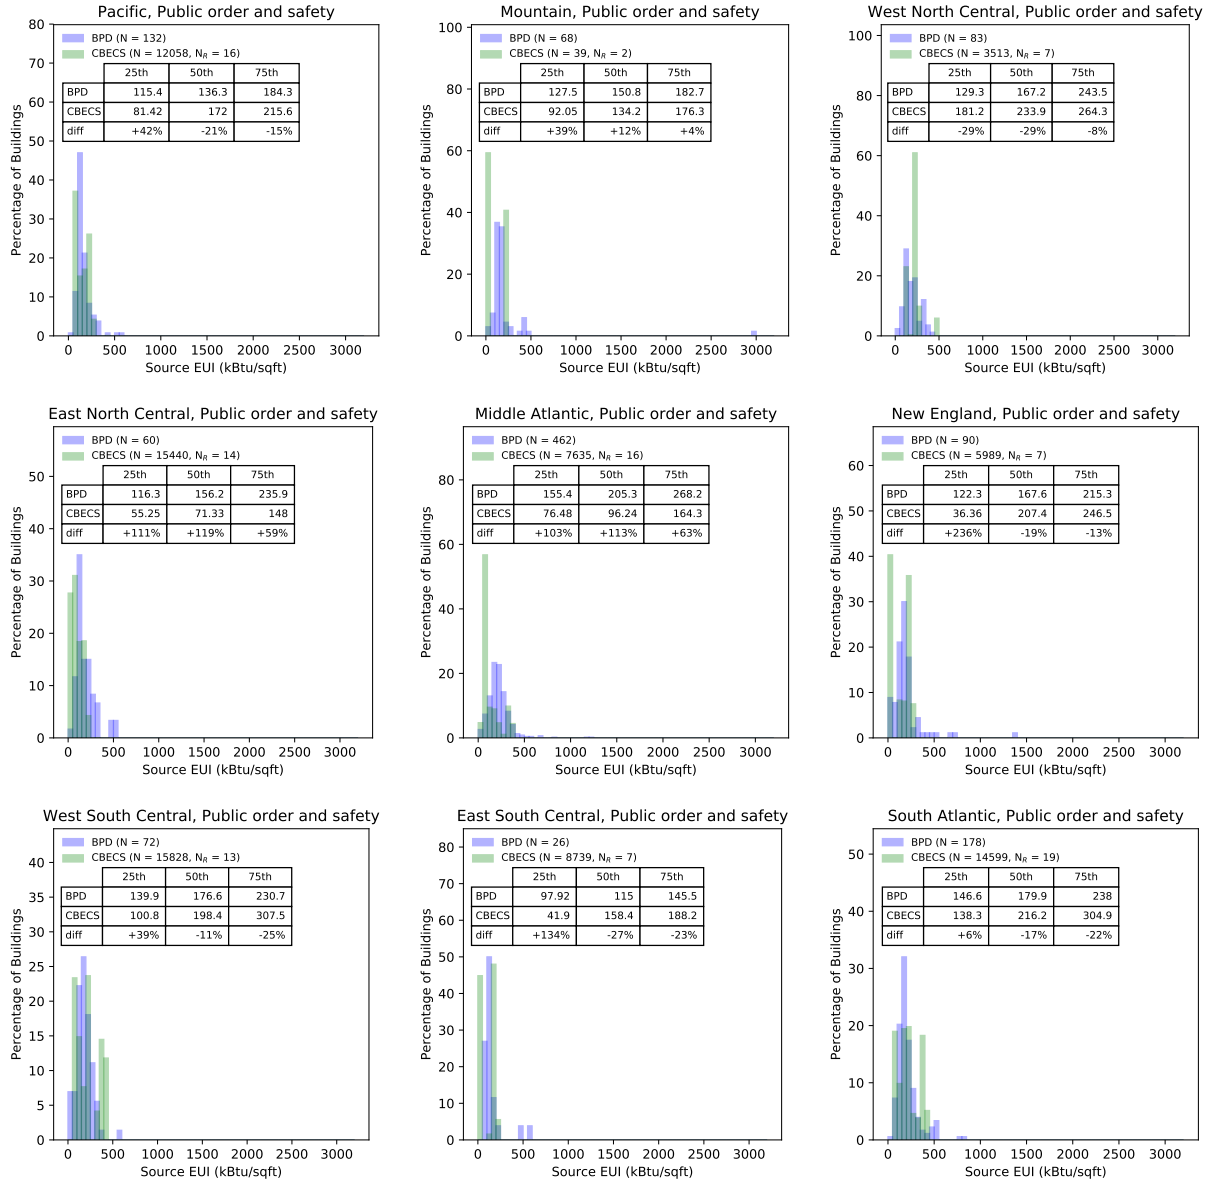 Pacific, Public order and safety
BPD (N = 132)
CBECS (N = 12058, N_R = 16)
25th 50th 75th
BPD 115.4 136.3 184.3
CBECS 81.42 172 215.6
diff +42% -21% -15%
Percentage of Buildings
80
70
60
50
40
30
20
10
0
0 500 1000 1500 2000 2500 3000
Source EUI (kBtu/sqft)
Mountain, Public order and safety
BPD (N = 68)
CBECS (N = 39, N_R = 2)
25th 50th 75th
BPD 127.5 150.8 182.7
CBECS 92.05 134.2 176.3
diff +39% +12% +4%
Percentage of Buildings
100
80
60
40
20
0
0 500 1000 1500 2000 2500 3000
Source EUI (kBtu/sqft)
West North Central, Public order and safety
BPD (N = 83)
CBECS (N = 3513, N_R = 7)
25th 50th 75th
BPD 129.3 167.2 243.5
CBECS 181.2 233.9 264.3
diff -29% -29% -8%
Percentage of Buildings
100
80
60
40
20
0
0 500 1000 1500 2000 2500 3000
Source EUI (kBtu/sqft)
East North Central, Public order and safety
BPD (N = 60)
CBECS (N = 15440, N_R = 14)
25th 50th 75th
BPD 116.3 156.2 235.9
CBECS 55.25 71.33 148
diff +111% +119% +59%
Percentage of Buildings
50
40
30
20
10
0
0 500 1000 1500 2000 2500 3000
Source EUI (kBtu/sqft)
Middle Atlantic, Public order and safety
BPD (N = 462)
CBECS (N = 7635, N_R = 16)
25th 50th 75th
BPD 155.4 205.3 268.2
CBECS 76.48 96.24 164.3
diff +103% +113% +63%
Percentage of Buildings
80
60
40
20
0
0 500 1000 1500 2000 2500 3000
Source EUI (kBtu/sqft)
New England, Public order and safety
BPD (N = 90)
CBECS (N = 5989, N_R = 7)
25th 50th 75th
BPD 122.3 167.6 215.3
CBECS 36.36 207.4 246.5
diff +236% -19% -13%
Percentage of Buildings
60
50
40
30
20
10
0
0 500 1000 1500 2000 2500 3000
Source EUI (kBtu/sqft)
West South Central, Public order and safety
BPD (N = 72)
CBECS (N = 15828, N_R = 13)
25th 50th 75th
BPD 139.9 176.6 230.7
CBECS 100.8 198.4 307.5
diff +39% -11% -25%
Percentage of Buildings
40
35
30
25
20
15
10
5
0
0 500 1000 1500 2000 2500 3000
Source EUI (kBtu/sqft)
East South Central, Public order and safety
BPD (N = 26)
CBECS (N = 8739, N_R = 7)
25th 50th 75th
BPD 97.92 115 145.5
CBECS 41.9 158.4 188.2
diff +134% -27% -23%
Percentage of Buildings
80
70
60
50
40
30
20
10
0
0 500 1000 1500 2000 2500 3000
Source EUI (kBtu/sqft)
South Atlantic, Public order and safety
BPD (N = 178)
CBECS (N = 14599, N_R = 19)
25th 50th 75th
BPD 146.6 179.9 238
CBECS 138.3 216.2 304.9
diff +6% -17% -22%
Percentage of Buildings
50
40
30
20
10
0
0 500 1000 1500 2000 2500 3000
Source EUI (kBtu/sqft)